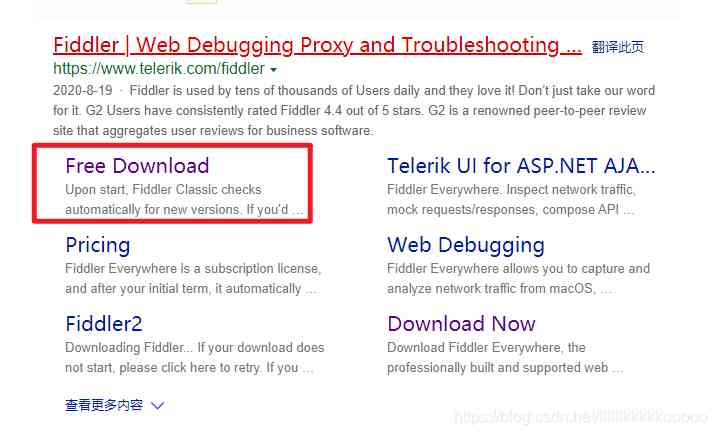 Fiddler | Web Debugging Proxy and Troubleshooting ... 翻译此页
https://www.telerik.com/fiddler
2020-8-19 · Fiddler is used by tens of thousands of Users daily and they love it! Don't just take our word
for it. G2 Users have consistently rated Fiddler 4.4 out of 5 stars. G2 is a renowned peer-to-peer review
site that aggregates user reviews for business software.
Free Download
Upon start, Fiddler Classic checks
automatically for new versions. If you'd ...
Telerik UI for ASP.NET AJA...
Fiddler Everywhere. Inspect network traffic,
mock requests/responses, compose API ...
Pricing
Fiddler Everywhere is a subscription license,
and after your initial term, it automatically ...
Web Debugging
Fiddler Everywhere allows you to capture and
analyze network traffic from macOS, ...
Fiddler2
Downloading Fiddler... If your download does
not start, please click here to retry. If you ...
Download Now
Download Fiddler Everywhere, the
professionally built and supported web ...
查看更多内容